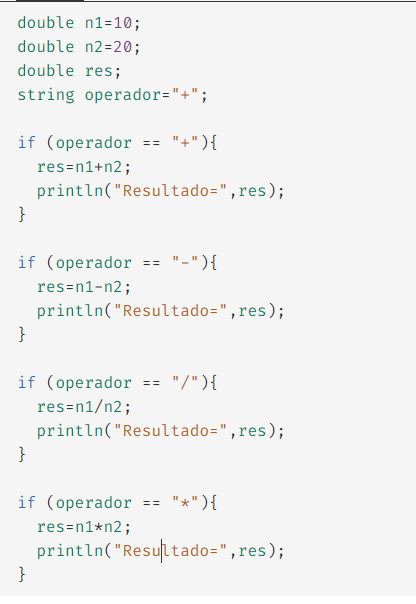 double n1=10;
double n2=20;
double res;
string operador="+";

if (operador == "+"){
  res=n1+n2;
  println("Resultado=",res);
}

if (operador == "-"){
  res=n1-n2;
  println("Resultado=",res);
}

if (operador == "/"){
  res=n1/n2;
  println("Resultado=",res);
}

if (operador == "*"){
  res=n1*n2;
  println("Resultado=",res);
}